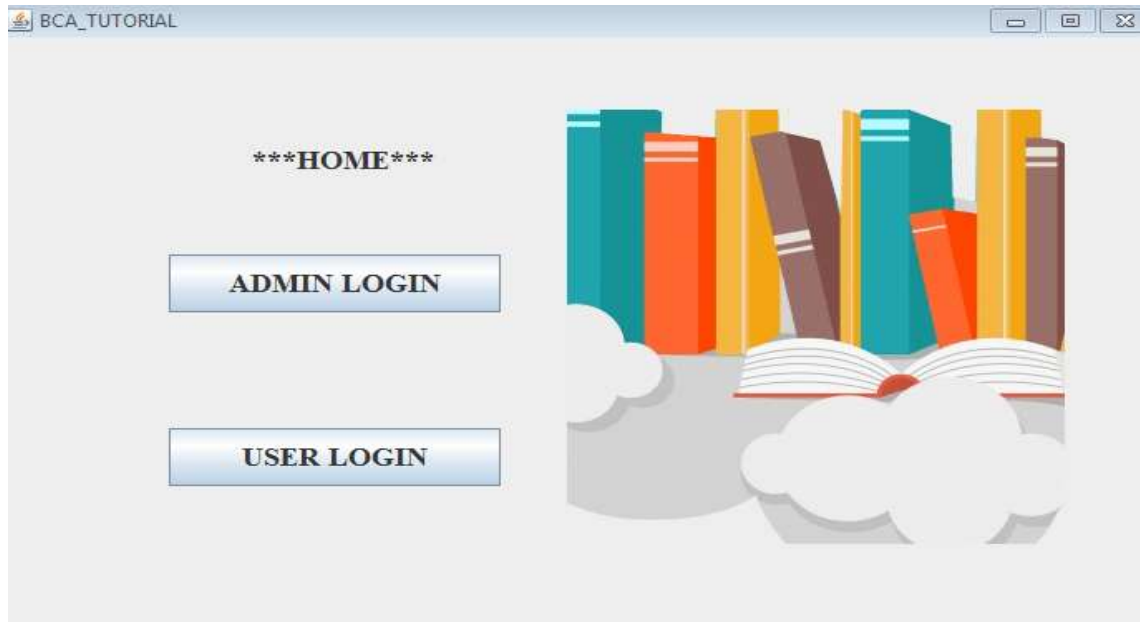 BCA_TUTORIAL
***HOME***
ADMIN LOGIN
USER LOGIN